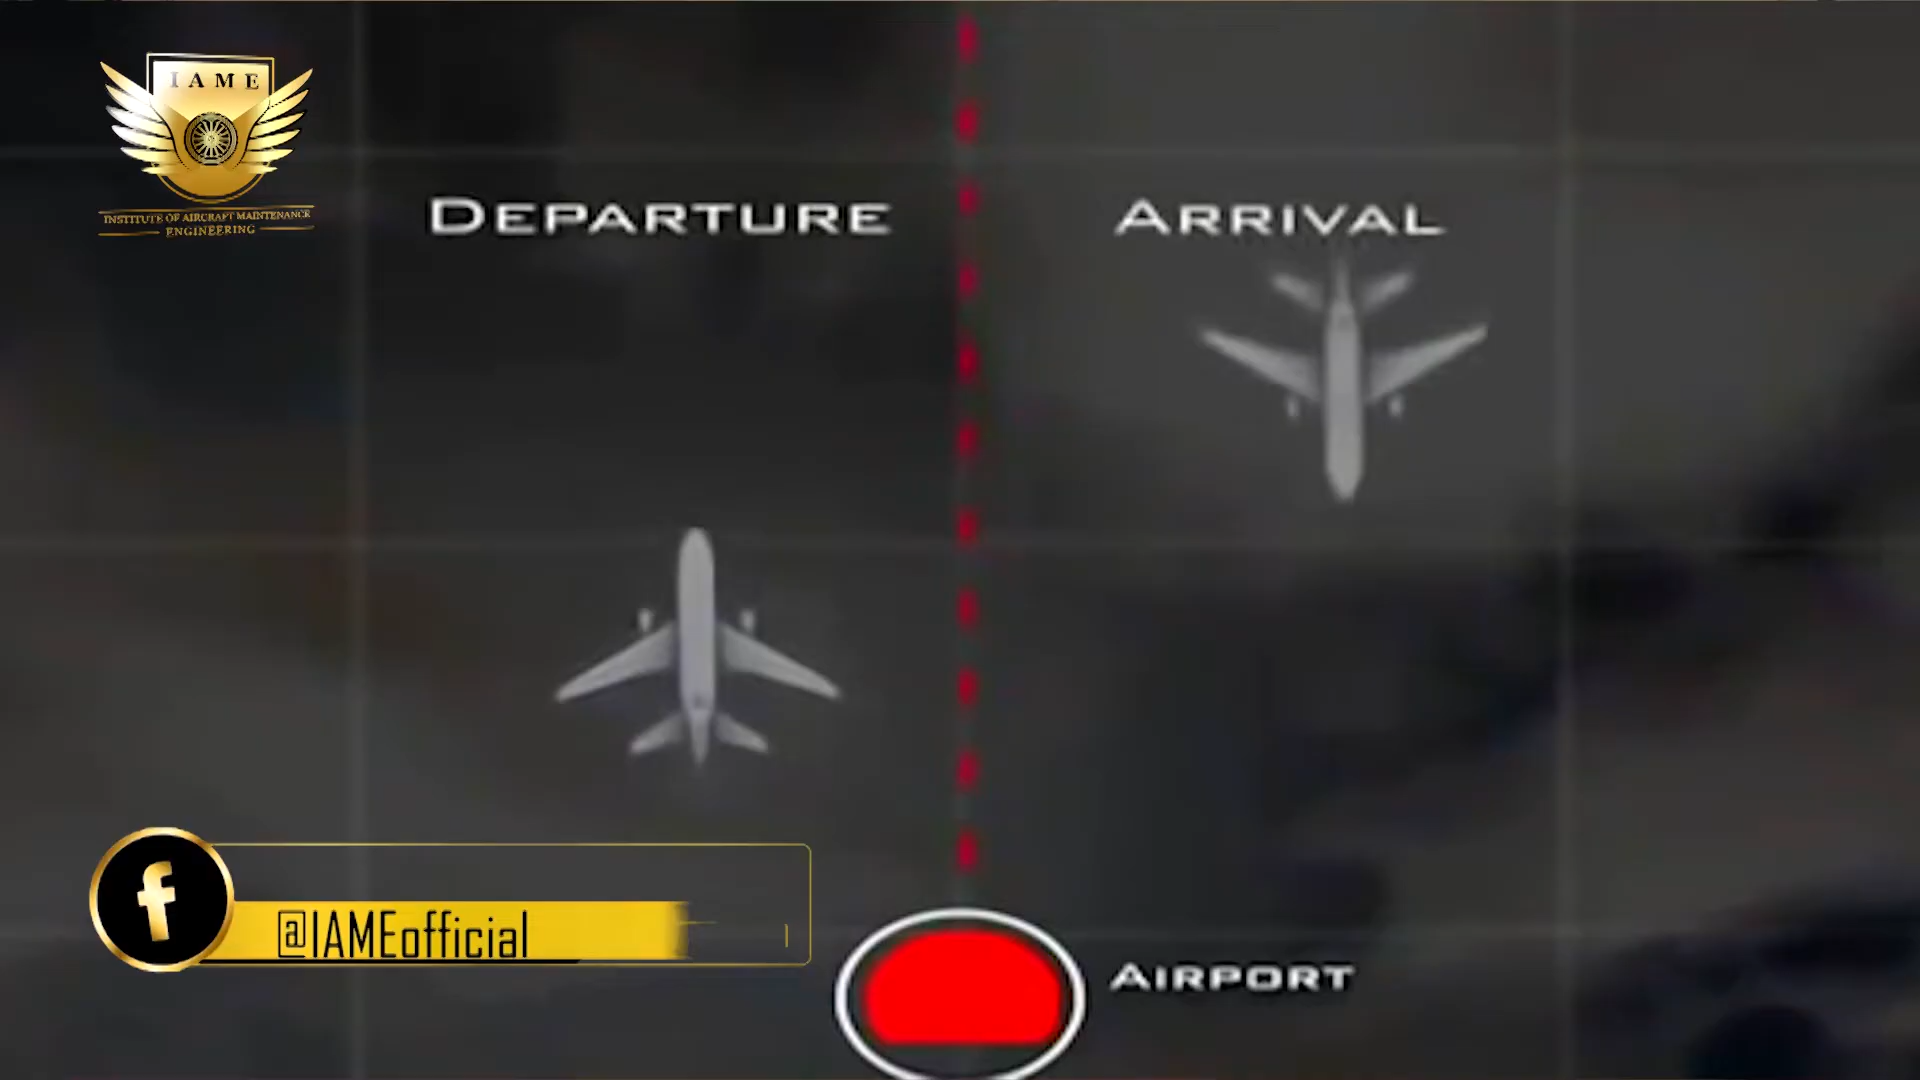 IAME
INSTITUTE OF AIRCRAFT MAINTENANCE
ENGINEERING
DEPARTURE
ARRIVAL
@IAMEofficial
AIRPORT